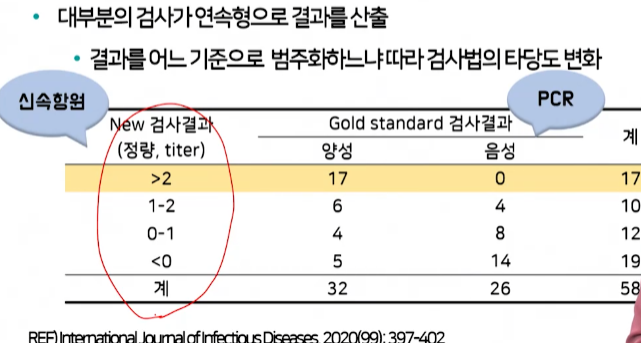 • 대부분의 검사가 연속형으로 결과를 산출
• 결과를 어느 기준으로 범주화하느냐 따라 검사법의 타당도 변화
신속항원
PCR
New 검사결과 Gold standard 검사결과 계
(정량, titer) 양성 음성
>2 17 0 17
1-2 6 4 10
0-1 4 8 12
<0 5 14 19
계 32 26 58
REF) International Journal of Infectious Diseases 2020(99): 397-402